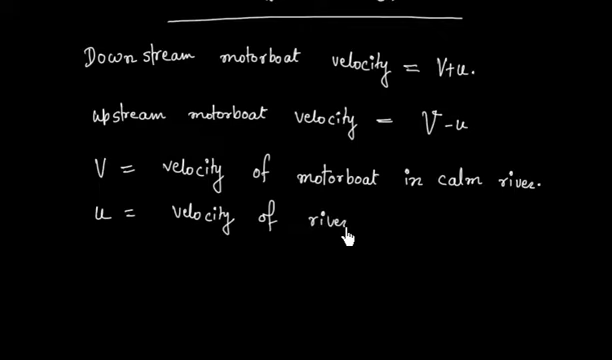 Down stream motorboat velocity = V+u.
upstream motorboat velocity = V-u
V = velocity of motorboat in calm river.
u = velocity of river